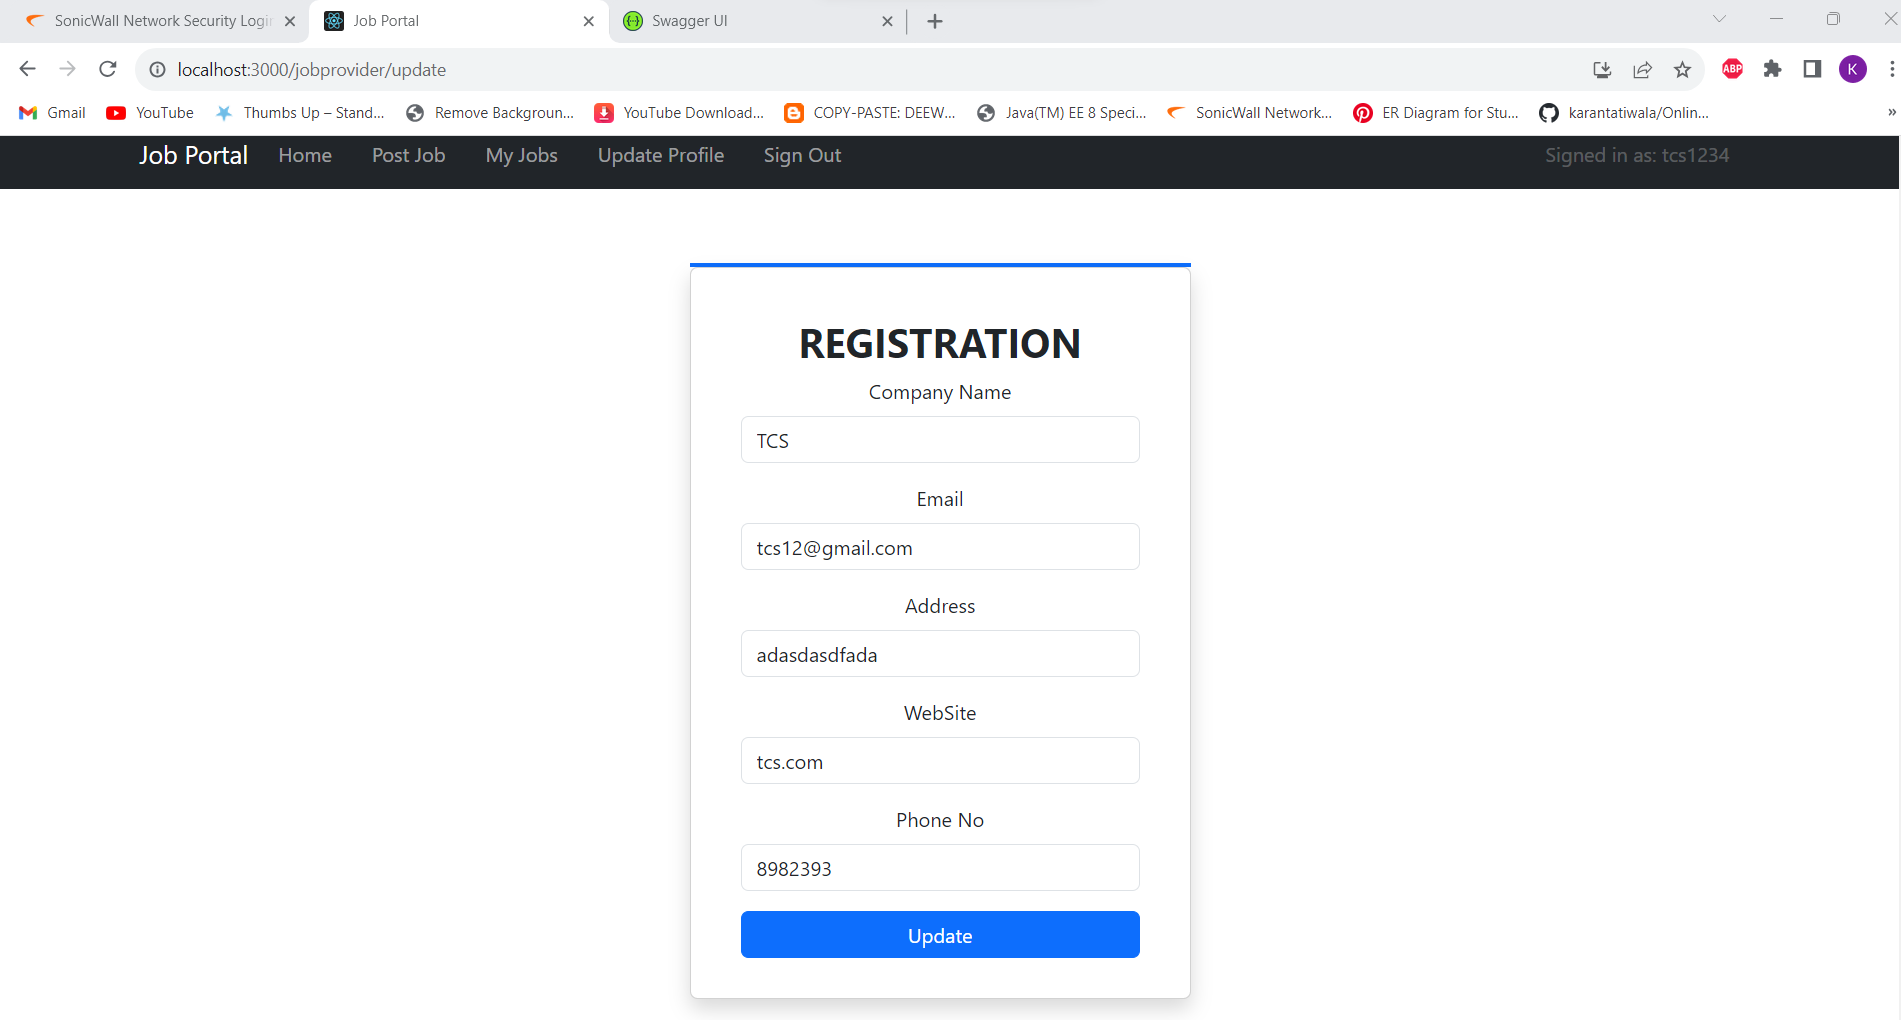 SonicWall Network Security Login
Job Portal
Swagger UI
localhost:3000/jobprovider/update
ABP
K
Gmail
YouTube
Thumbs Up – Stand...
Remove Backgroun...
YouTube Download...
COPY-PASTE: DEEW...
Java(TM) EE 8 Speci...
SonicWall Network...
ER Diagram for Stu...
karantatiwala/Onlin...
»
Job Portal Home Post Job My Jobs Update Profile Sign Out Signed in as: tcs1234
REGISTRATION
Company Name
TCS
Email
tcs12@gmail.com
Address
adasdasdfada
WebSite
tcs.com
Phone No
8982393
Update